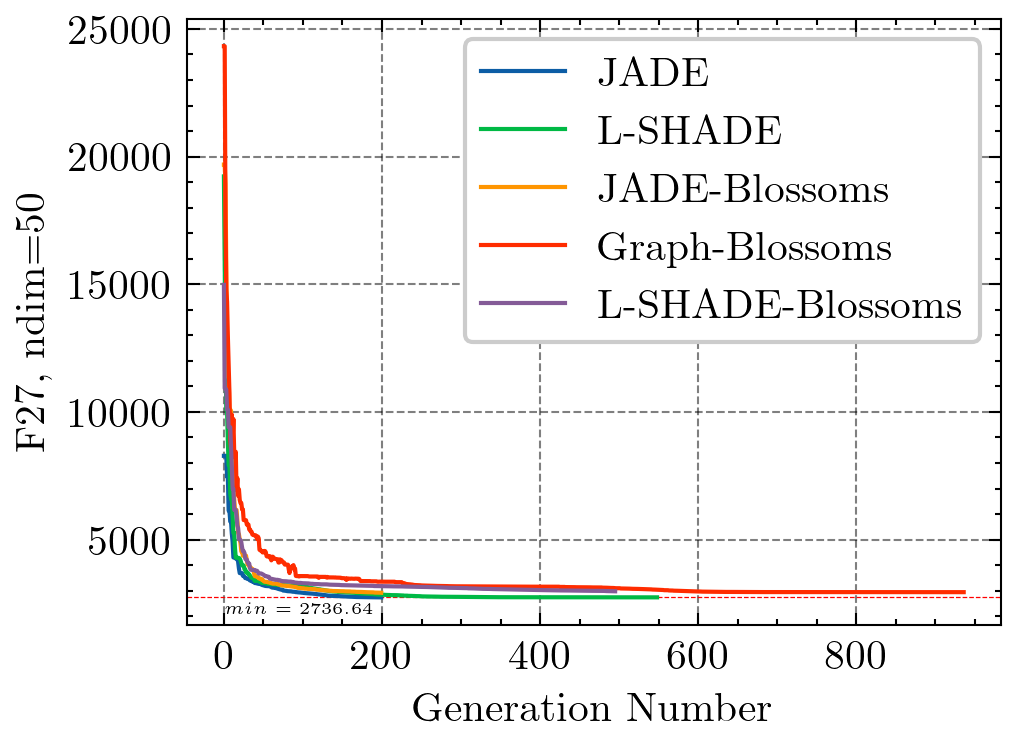 25000
20000
15000
10000
5000
F27, ndim=50
JADE
L-SHADE
JADE-Blossoms
Graph-Blossoms
L-SHADE-Blossoms
min = 2736.64
0
200
400
600
800
Generation Number